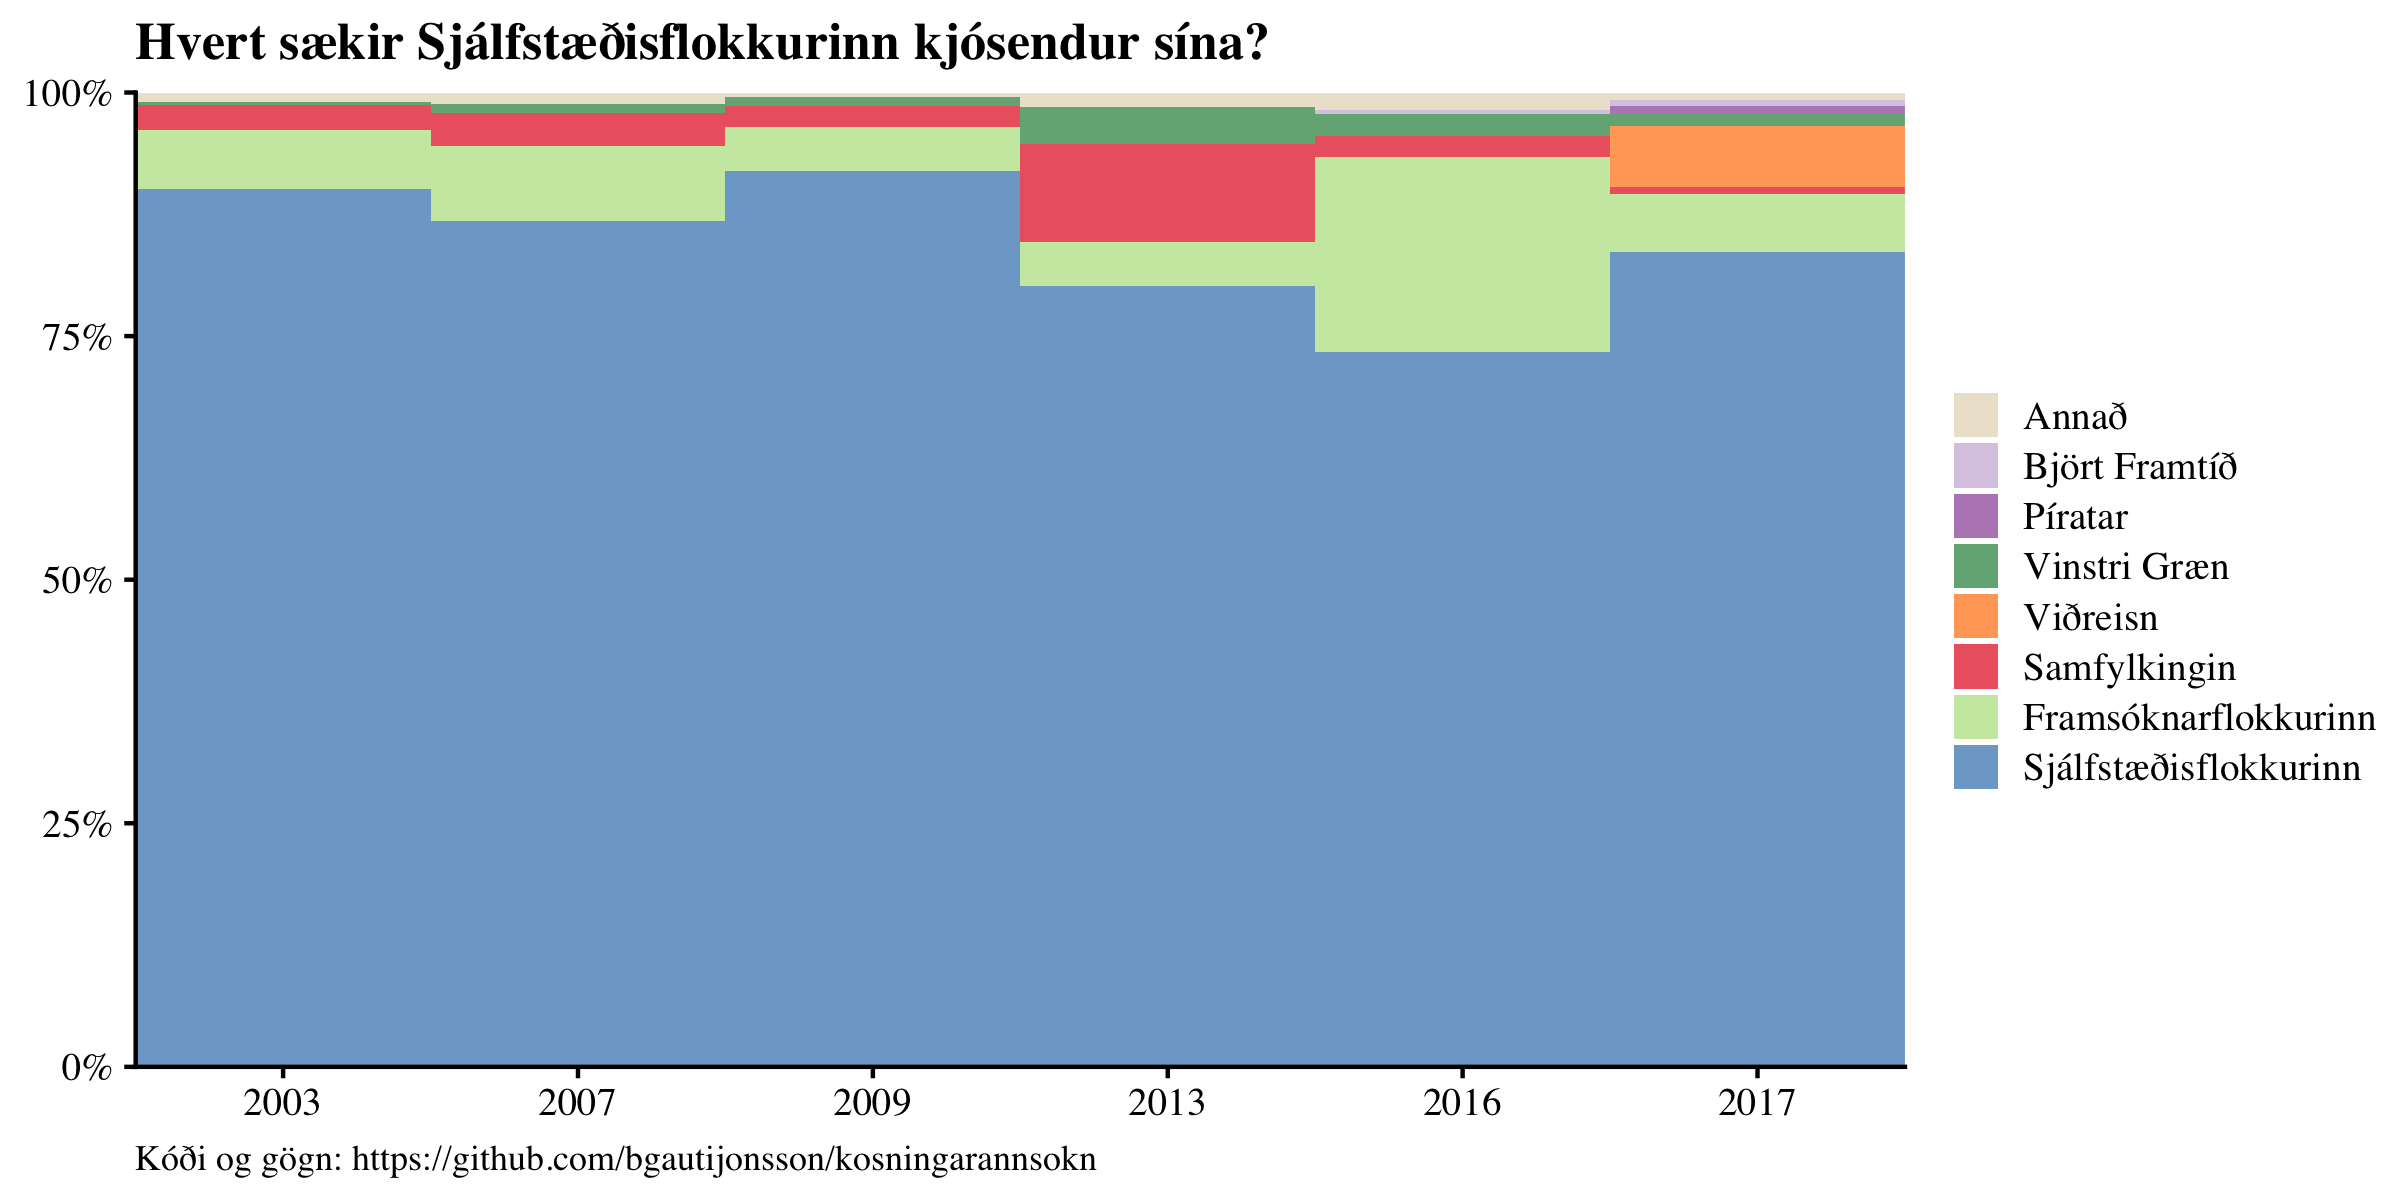 Hvert sækir Sjálfstæðisflokkurinn kjósendur sína?
100%
75%
50%
25%
0%
2003 2007 2009 2013 2016 2017
Annað
Björt Framtíð
Píratar
Vinstri Græn
Viðreisn
Samfylkingin
Framsóknarflokkurinn
Sjálfstæðisflokkurinn
Kóði og gögn: https://github.com/bgautijonsson/kosningarannsokn